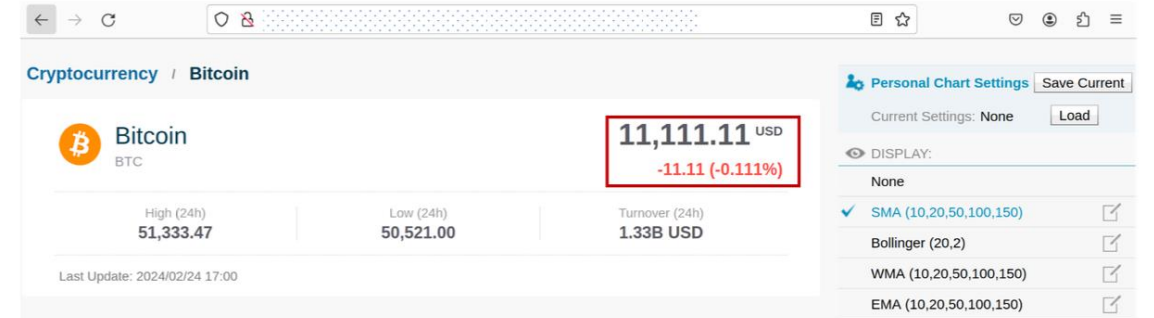 Cryptocurrency / Bitcoin
Bitcoin
BTC
11,111.11 USD
-11.11 (-0.111%)
High (24h)
51,333.47
Low (24h)
50,521.00
Turnover (24h)
1.33B USD
Last Update: 2024/02/24 17:00
Personal Chart Settings Save Current
Current Settings: None Load
DISPLAY:
None
SMA (10,20,50,100,150)
Bollinger (20,2)
WMA (10,20,50,100,150)
EMA (10,20,50,100,150)